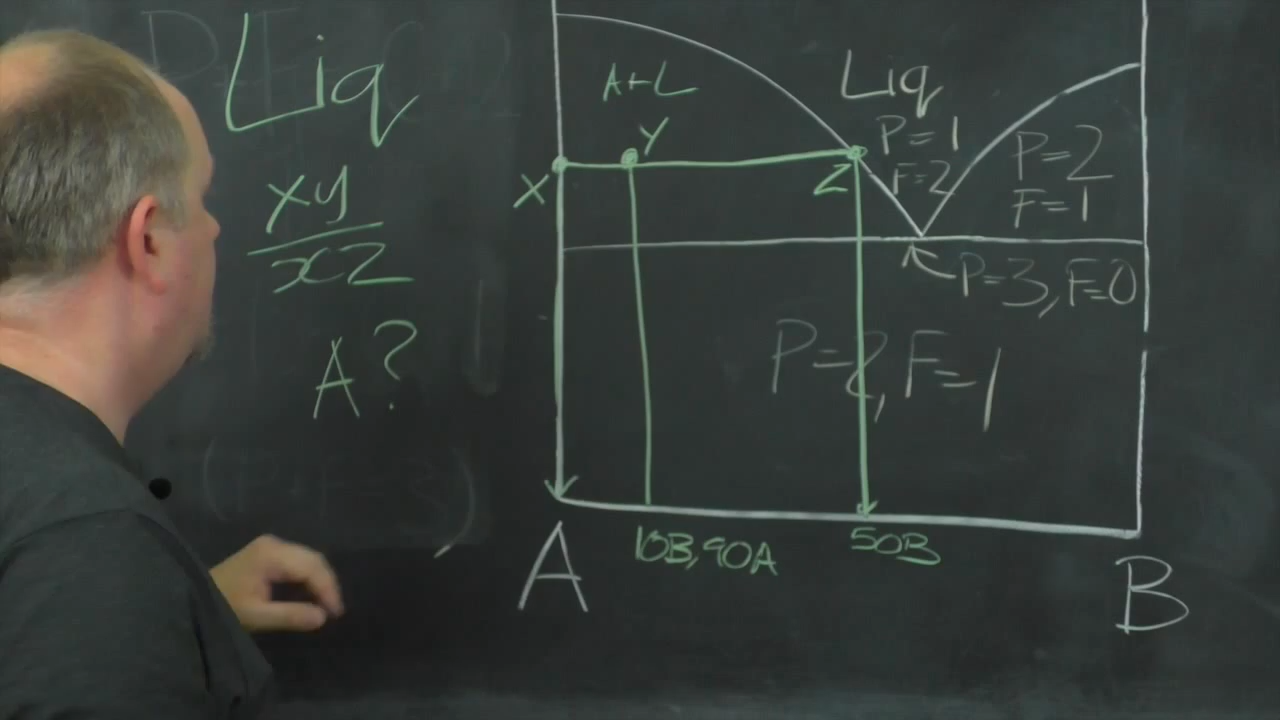 Liq
xy
xz
A?
A+L
Liq
X
Y
Z
P=1
F=2
P=2
F=1
P=3, F=0
P=2, F=1
10B, 90A
50B
A
B